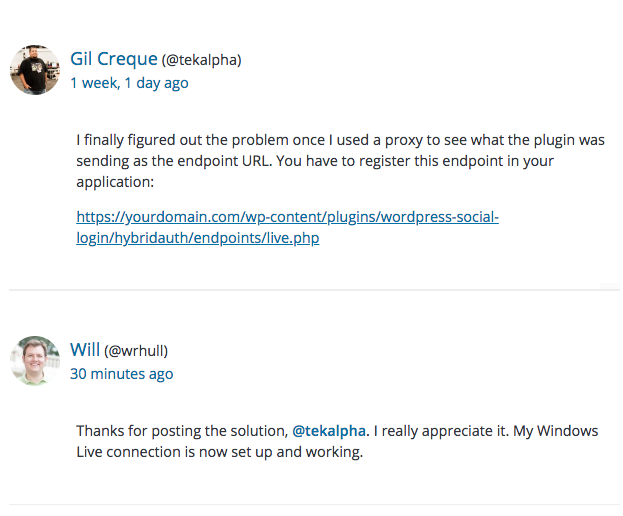 Gil Creque (@tekalpha)
1 week, 1 day ago
I finally figured out the problem once I used a proxy to see what the plugin was
sending as the endpoint URL. You have to register this endpoint in your
application:
https://yourdomain.com/wp-content/plugins/wordpress-social-
login/hybridauth/endpoints/live.php
Will (@wrhull)
30 minutes ago
Thanks for posting the solution, @tekalpha. I really appreciate it. My Windows
Live connection is now set up and working.